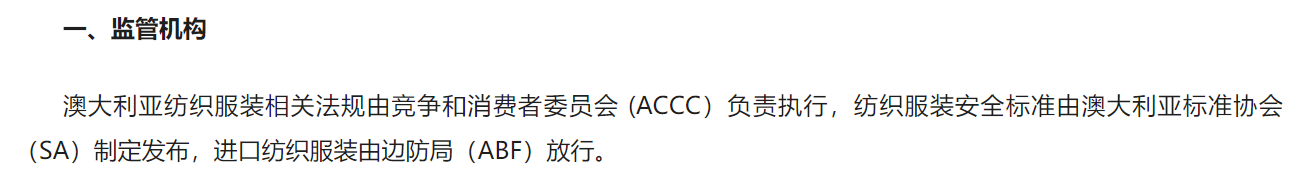 一、监管机构
澳大利亚纺织服装相关法规由竞争和消费者委员会 (ACCC）负责执行，纺织服装安全标准由澳大利亚标准协会
（SA）制定发布，进口纺织服装由边防局（ABF）放行。